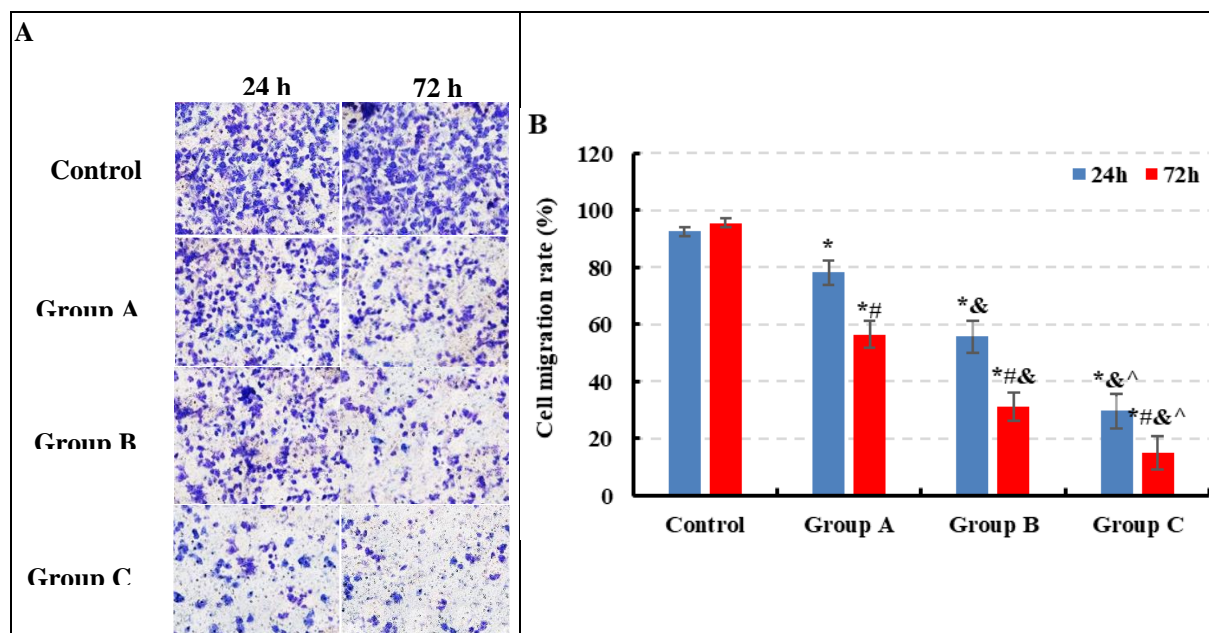 A
24 h 72 h
Control
Group A
Group B
Group C
B
120
100
80
60
40
20
0
Cell migration rate (%)
24h 72h
*
*#
*&
*#&
*&^
*#&^
Control Group A Group B Group C